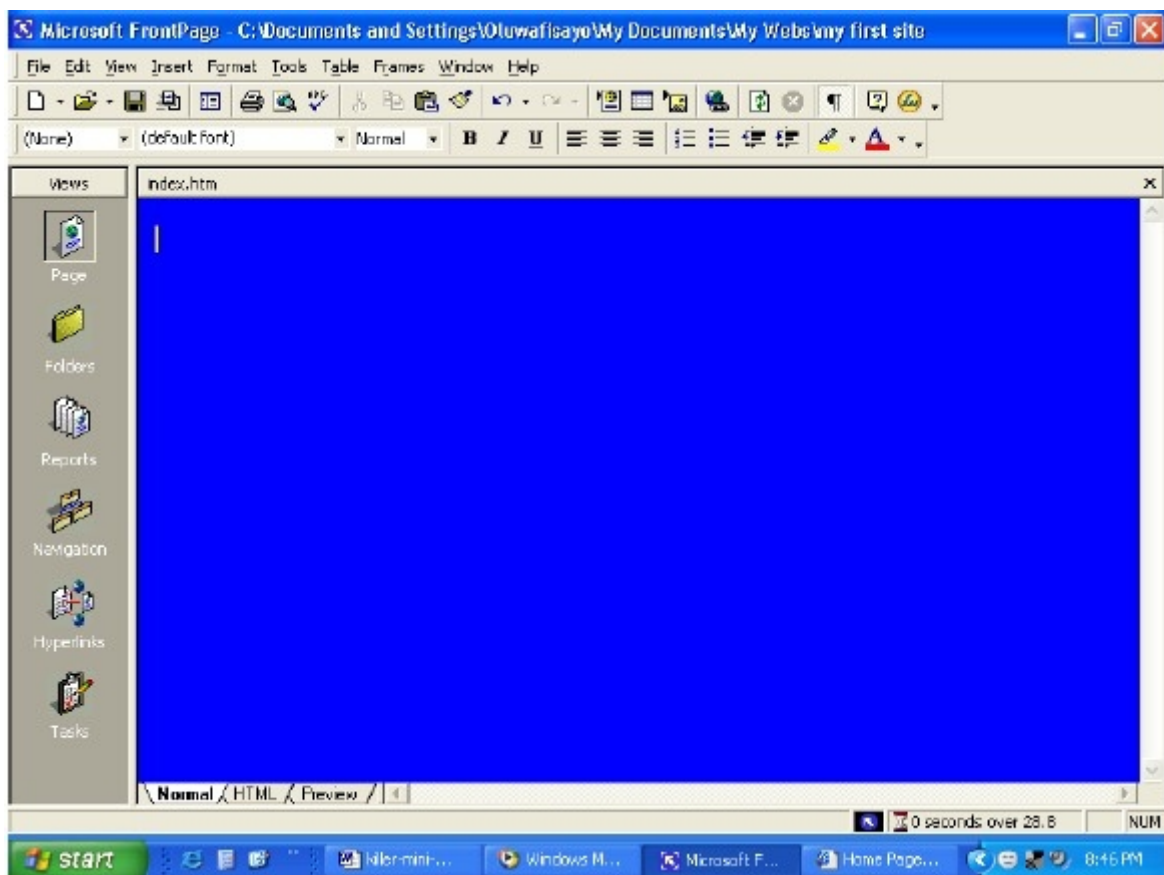 Microsoft FrontPage - C:\Documents and Settings\Oluwafisayo\My Documents\My Webs\my first site
File Edit View Insert Format Tools Table Frames Window Help
(None) (default font) Normal B I U A
Views index.htm
Page
Folders
Reports
Navigation
Hyperlinks
Tasks
Normal HTML Preview
0 seconds over 28.8 NUM
start killer-mini-... Windows M... Microsoft F... Home Page... 8:46 PM